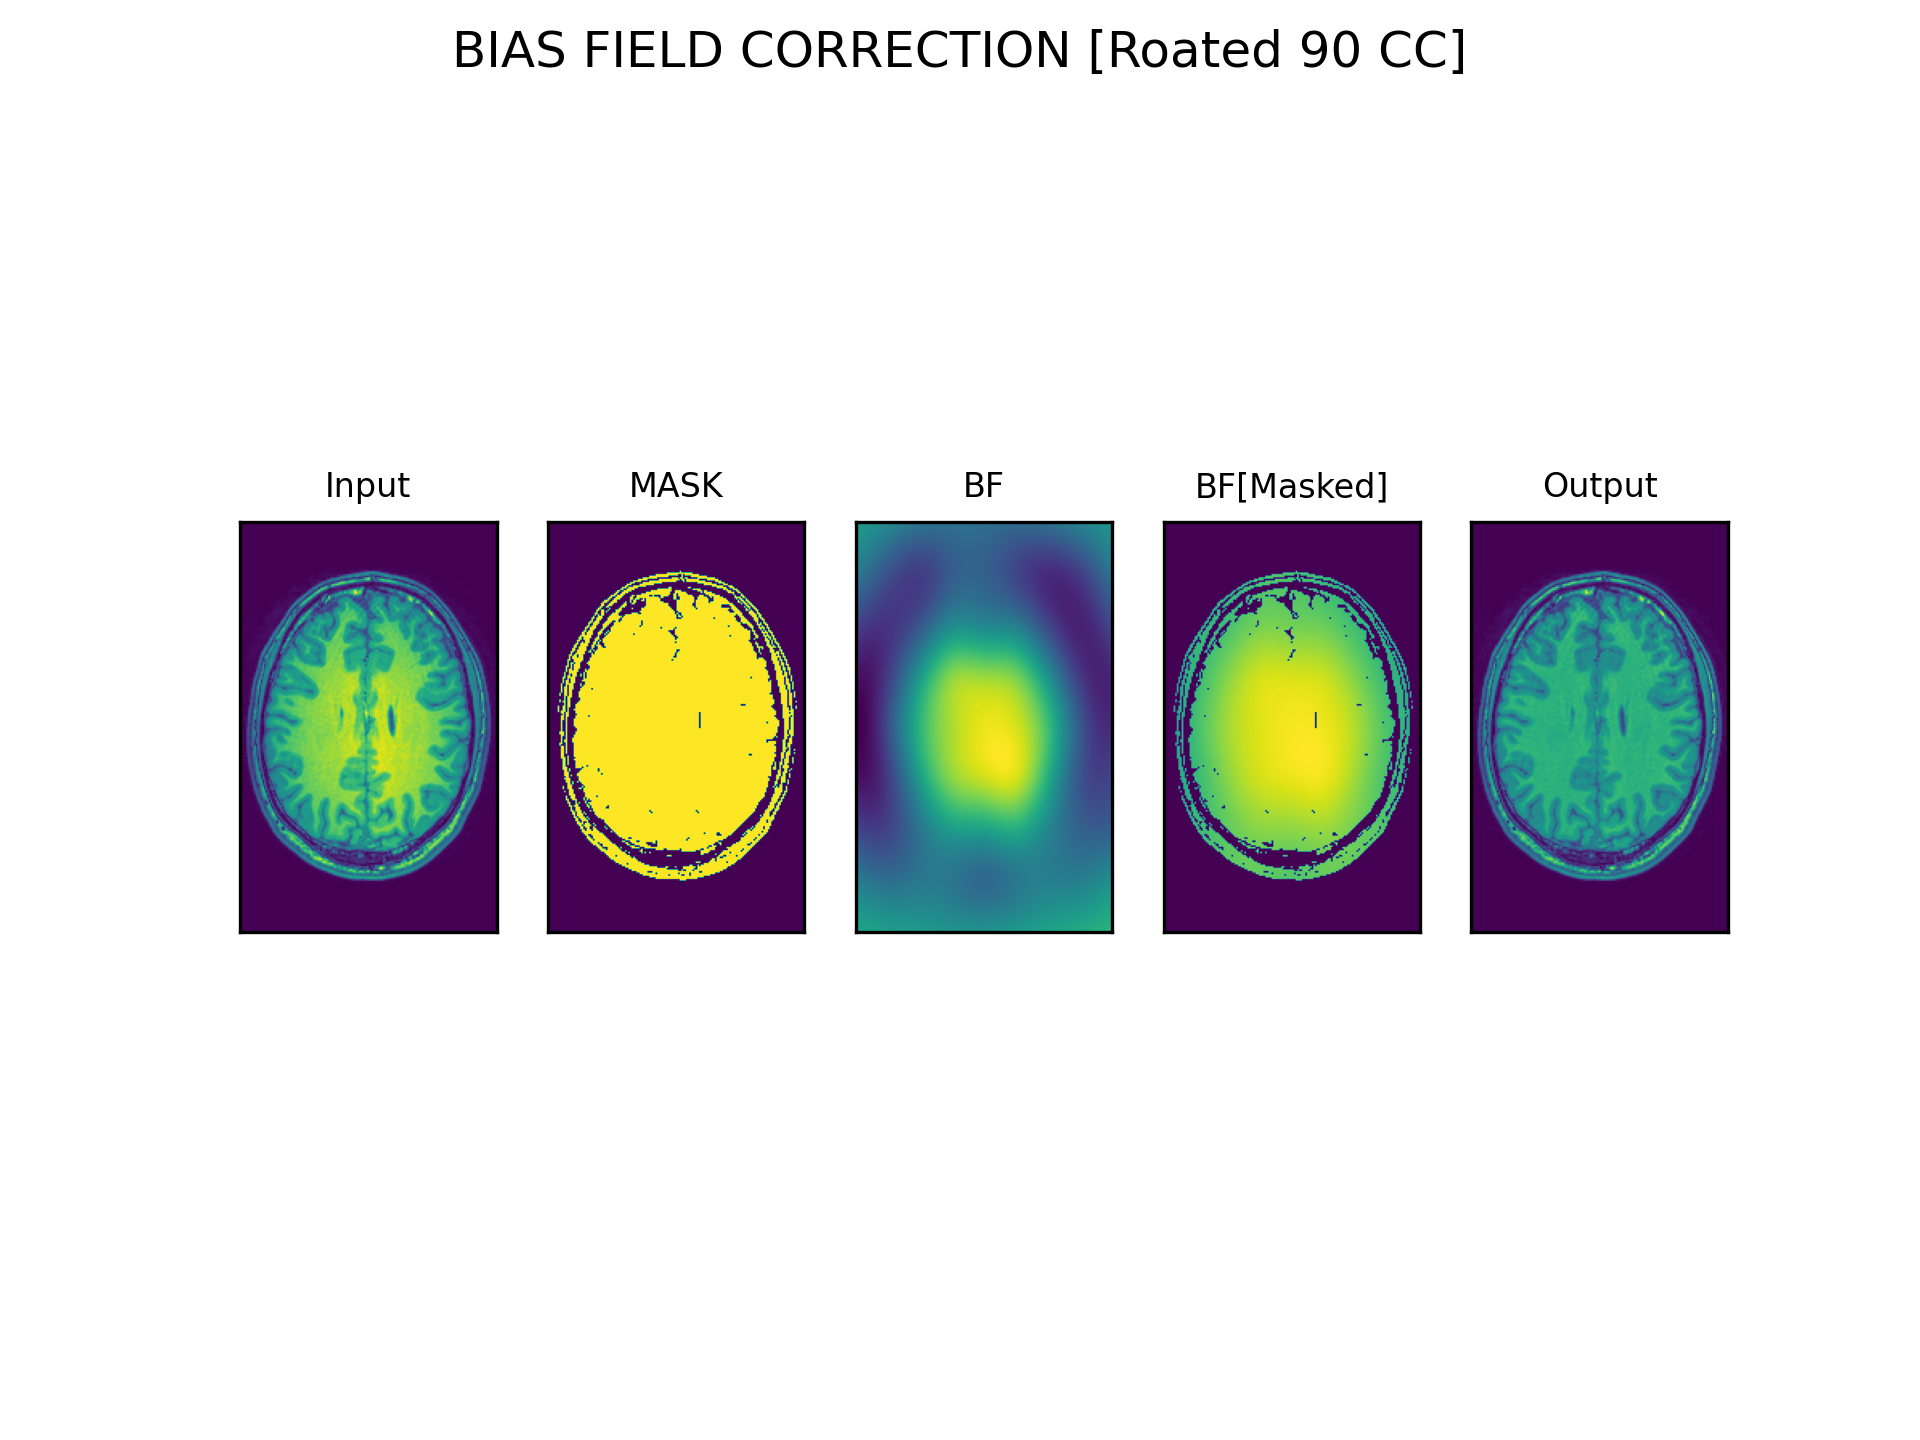 BIAS FIELD CORRECTION [Roated 90 CC]
Input
MASK
BF
BF[Masked]
Output